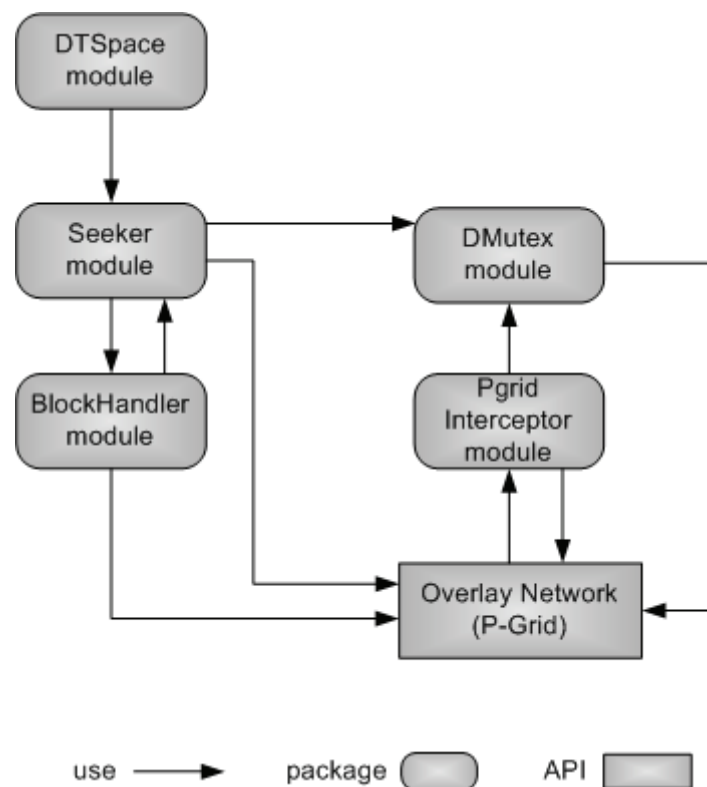 DTSpace
module
Seeker
module
DMutex
module
BlockHandler
module
Pgrid
Interceptor
module
Overlay Network
(P-Grid)
use
package
API